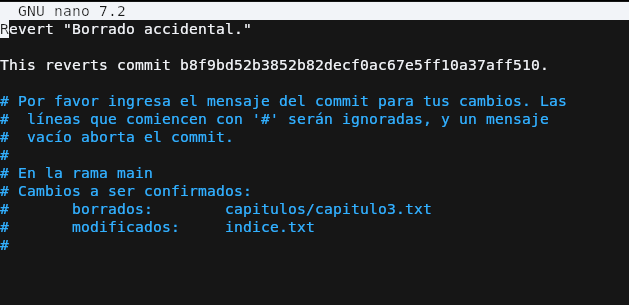 GNU nano 7.2
Revert "Borrado accidental."
This reverts commit b8f9bd52b3852b82decf0ac67e5ff10a37aff510.
# Por favor ingresa el mensaje del commit para tus cambios. Las
#  líneas que comiencen con '#' serán ignoradas, y un mensaje
#  vacío aborta el commit.
#
# En la rama main
# Cambios a ser confirmados:
#       borrados:        capitulos/capitulo3.txt
#       modificados:     indice.txt
#